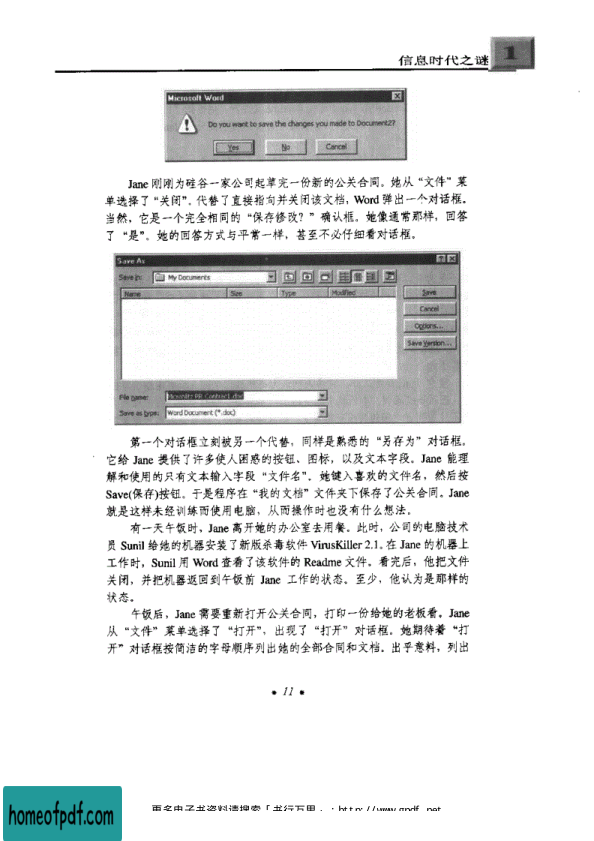 信息时代之谜
1
Microsoft Word
Do you want to save the changes you made to Document2?
Yes No Cancel
Jane 刚刚为硅谷一家公司起草完一份新的公关合同。她从“文件”菜
单选择了“关闭”。代替了直接指向并关闭该文档，Word 弹出一个对话框。
当然，它是一个完全相同的“保存修改？”确认框。她像通常那样，回答
了“是”。她的回答方式与平常一样，甚至不必仔细看对话框。
Save As
Save in: My Documents
Name Size Type Modified
Save
Cancel
Options...
Save Version...
File name:
Save as type: Word Document (*.doc)
第一个对话框立刻被另一个代替，同样是熟悉的“另存为”对话框。
它给 Jane 提供了许多使人困惑的按钮、图标，以及文本字段。Jane 能理
解和使用的只有文本输入字段“文件名”。她键入喜欢的文件名，然后按
Save(保存)按钮。于是程序在“我的文档”文件夹下保存了公关合同。Jane
就是这样未经训练而使用电脑，从而操作时也没有什么想法。
有一天午饭时，Jane 离开她的办公室去用餐。此时，公司的电脑技术
员 Sunil 给她的机器安装了新版杀毒软件 VirusKiller 2.1。在 Jane 的机器上
工作时，Sunil 用 Word 查看了该软件的 Readme 文件。看完后，他把文件
关闭，并把机器返回到午饭前 Jane 工作的状态。至少，他认为是那样的
状态。
午饭后，Jane 需要重新打开公关合同，打印一份给她的老板看。Jane
从“文件”菜单选择了“打开”，出现了“打开”对话框。她期待着“打
开”对话框按简洁的字母顺序列出她的全部合同和文档。出乎意料，列出
• 11 •
homeofpdf.com